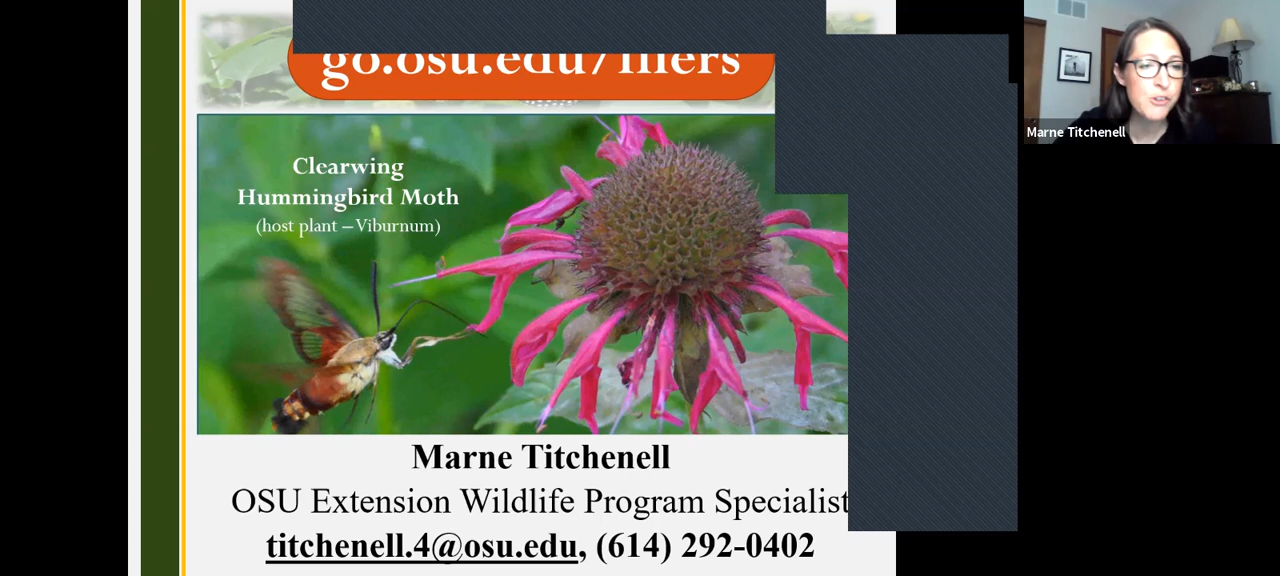 go.osu.edu/fliers
Clearwing
Hummingbird Moth
(host plant –Viburnum)
Marne Titchenell
Marne Titchenell
OSU Extension Wildlife Program Specialist
titchenell.4@osu.edu, (614) 292-0402